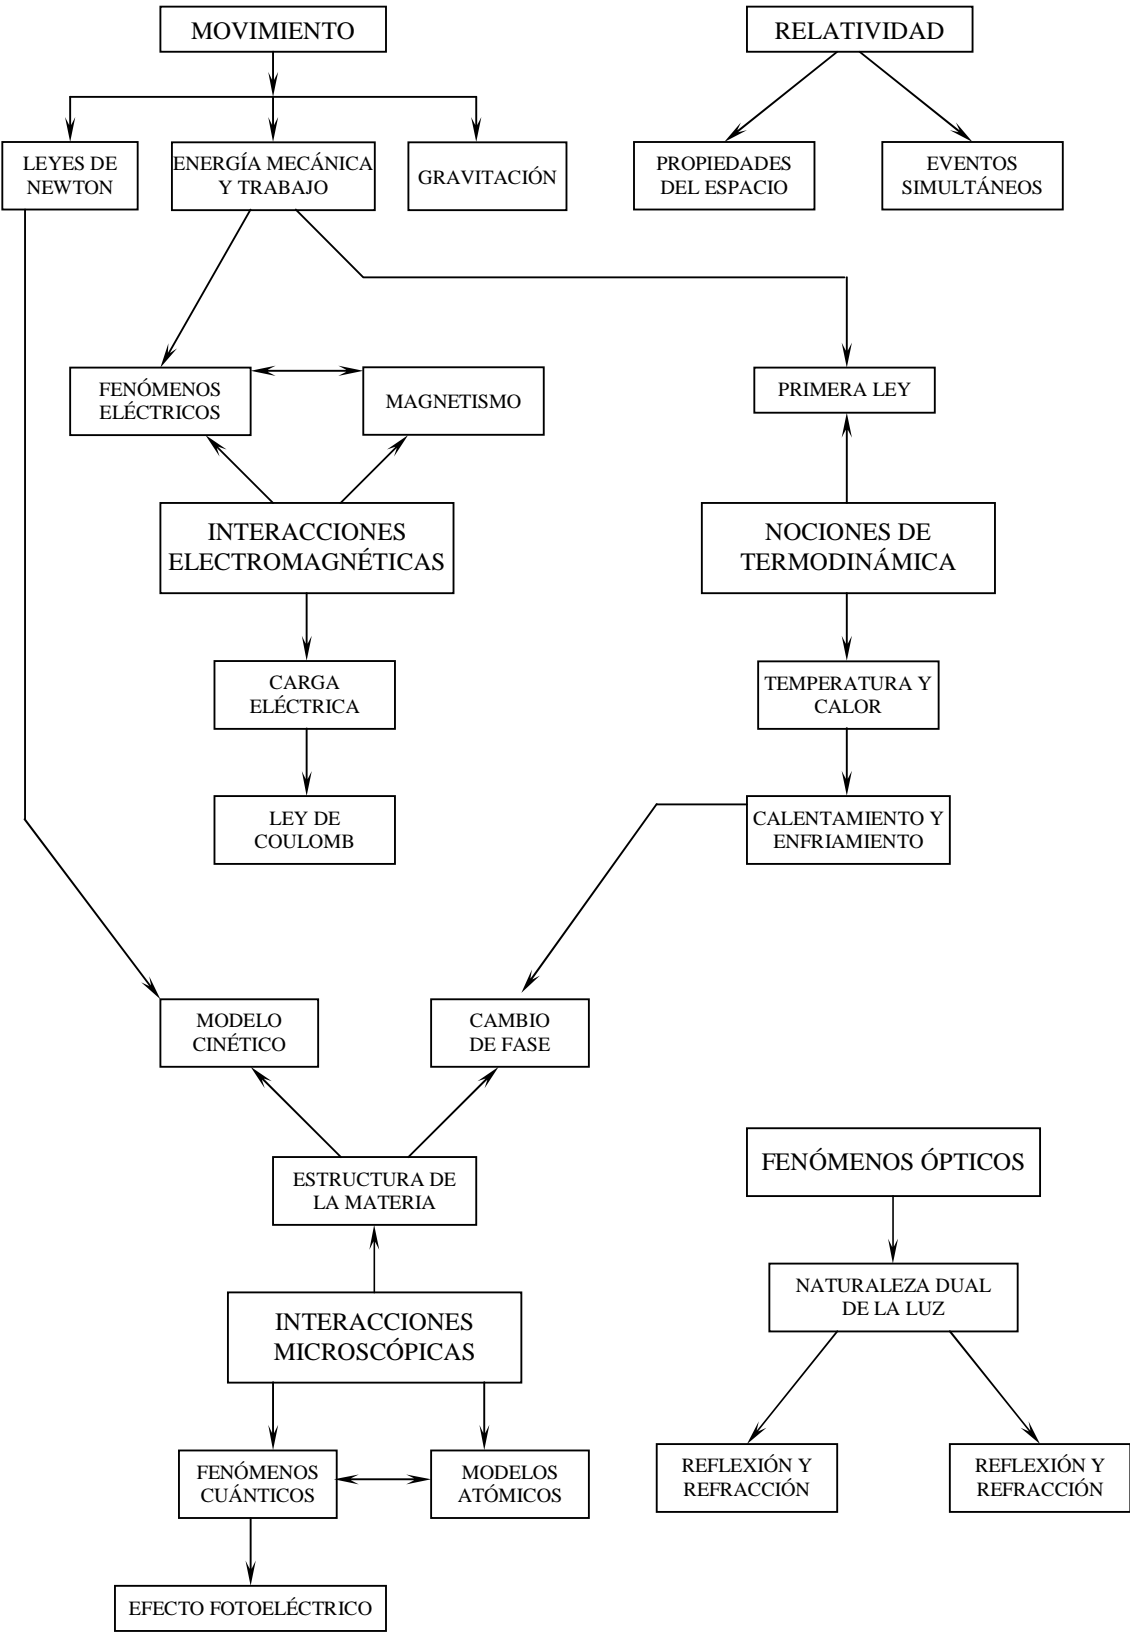 MOVIMIENTO
RELATIVIDAD
LEYES DE
NEWTON
ENERGÍA MECÁNICA
Y TRABAJO
GRAVITACIÓN
PROPIEDADES
DEL ESPACIO
EVENTOS
SIMULTÁNEOS
FENÓMENOS
ELÉCTRICOS
MAGNETISMO
PRIMERA LEY
INTERACCIONES
ELECTROMAGNÉTICAS
NOCIONES DE
TERMODINÁMICA
CARGA
ELÉCTRICA
TEMPERATURA Y
CALOR
LEY DE
COULOMB
CALENTAMIENTO Y
ENFRIAMIENTO
MODELO
CINÉTICO
CAMBIO
DE FASE
ESTRUCTURA DE
LA MATERIA
FENÓMENOS ÓPTICOS
INTERACCIONES
MICROSCÓPICAS
NATURALEZA DUAL
DE LA LUZ
FENÓMENOS
CUÁNTICOS
MODELOS
ATÓMICOS
REFLEXIÓN Y
REFRACCIÓN
REFLEXIÓN Y
REFRACCIÓN
EFECTO FOTOELÉCTRICO